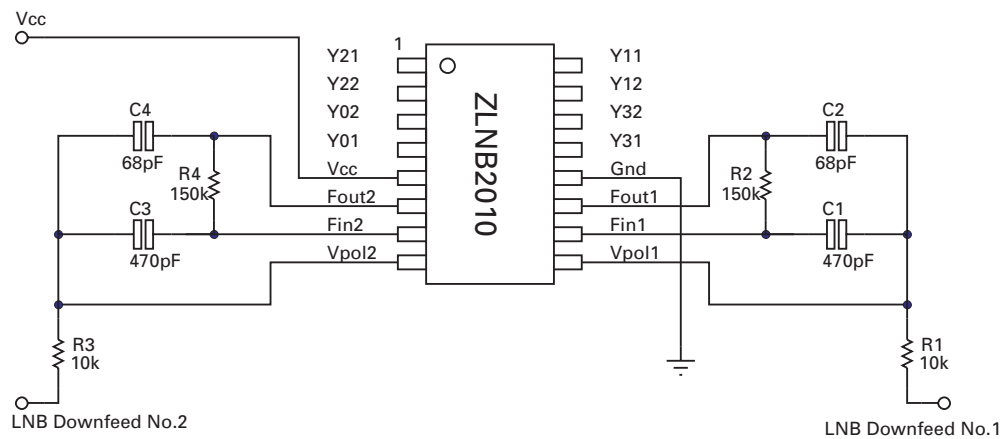 Vcc
1
Y21
Y22
Y02
Y01
Vcc
Fout2
Fin2
Vpol2
ZLNB2010
Y11
Y12
Y32
Y31
Gnd
Fout1
Fin1
Vpol1
C4
68pF
R4
150k
C3
470pF
R3
10k
LNB Downfeed No.2
C2
68pF
R2
150k
C1
470pF
R1
10k
LNB Downfeed No.1